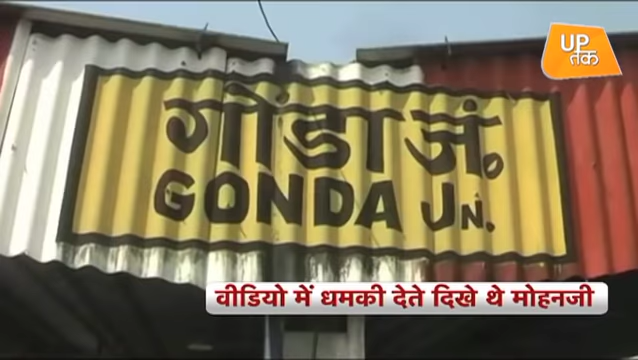 UP
तक
गोंडा जं.
GONDA JN.
वीडियो में धमकी देते दिखे थे मोहनजी